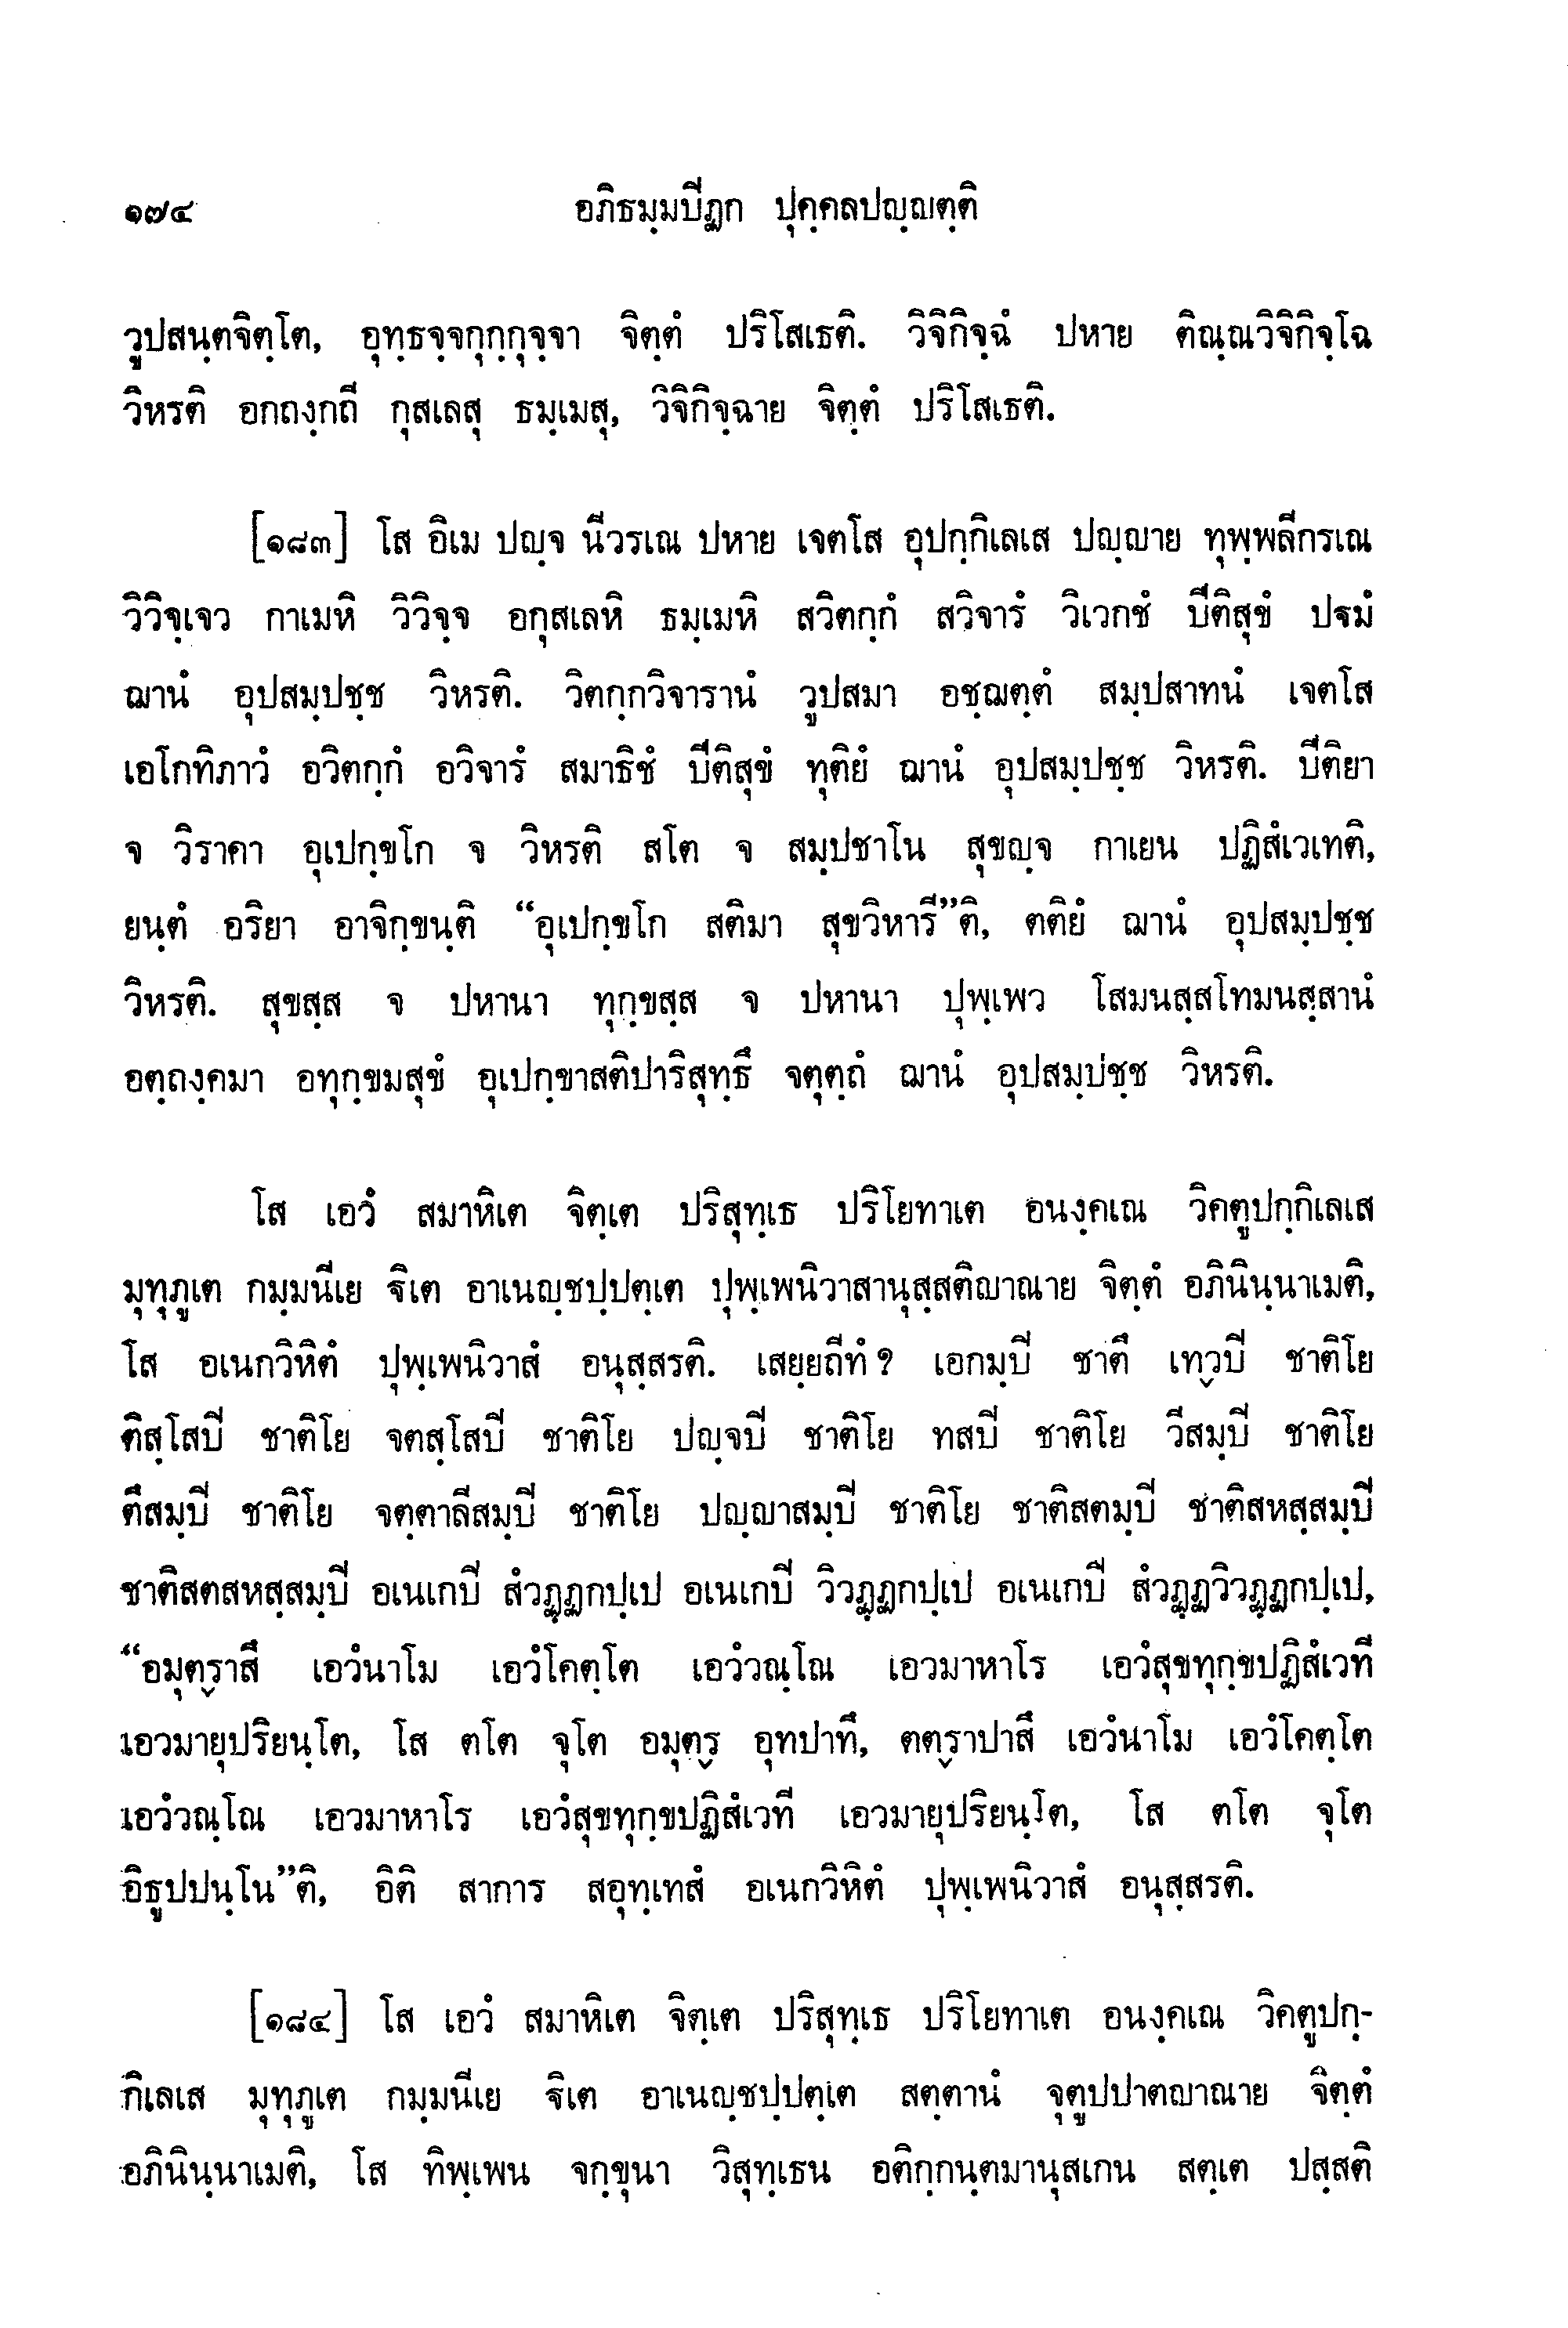 ๑๗๔ อภิธมฺมปีฏก ปุคฺคลปญฺญตฺติ
วูปสนฺตจิตฺโต, อุทฺธจฺจกุกฺกุจฺจา จิตฺตํ ปริโสเธติ. วิจิกิจฺฉํ ปหาย ติณฺณวิจิกิจฺโฉ
วิหรติ อกถงฺกถี กุสเลสุ ธมฺเมสุ, วิจิกิจฺฉาย จิตฺตํ ปริโสเธติ.
[๑๘๓] โส อิเม ปญฺจ นีวรเณ ปหาย เจตโส อุปกฺกิเลเส ปญฺญาย ทุพฺพลีกรเณ
วิวิจฺเจว กาเมหิ วิวิจฺจ อกุสเลหิ ธมฺเมหิ สวิตกฺกํ สวิจารํ วิเวกชํ ปีติสุขํ ปฐมํ
ฌานํ อุปสมฺปชฺช วิหรติ. วิตกฺกวิจารานํ วูปสมา อชฺฌตฺตํ สมฺปสาทนํ เจตโส
เอโกทิภาวํ อวิตกฺกํ อวิจารํ สมาธิชํ ปีติสุขํ ทุติยํ ฌานํ อุปสมฺปชฺช วิหรติ. ปีติยา
จ วิราคา อุเปกฺขโก จ วิหรติ สโต จ สมฺปชาโน สุขญฺจ กาเยน ปฏิสํเวเทติ,
ยนฺตํ อริยา อาจิกฺขนฺติ “อุเปกฺขโก สติมา สุขวิหารี”ติ, ตติยํ ฌานํ อุปสมฺปชฺช
วิหรติ. สุขสฺส จ ปหานา ทุกฺขสฺส จ ปหานา ปุพฺเพว โสมนสฺสโทมนสฺสานํ
อตฺถงฺคมา อทุกฺขมสุขํ อุเปกฺขาสติปาริสุทฺธึ จตุตฺถํ ฌานํ อุปสมฺปชฺช วิหรติ.
โส เอวํ สมาหิเต จิตฺเต ปริสุทฺเธ ปริโยทาเต อนงฺคเณ วิคตูปกฺกิเลเส
มุทุภูเต กมฺมนีเย ฐิเต อาเนญฺชปฺปตฺเต ปุพฺเพนิวาสานุสฺสติญาณาย จิตฺตํ อภินินฺนาเมติ,
โส อเนกวิหิตํ ปุพฺเพนิวาสํ อนุสฺสรติ. เสยฺยถีทํ? เอกมฺปี ชาตึ เทฺวปี ชาติโย
ติสฺโสปี ชาติโย จตสฺโสปี ชาติโย ปญฺจปี ชาติโย ทสปี ชาติโย วีสมฺปี ชาติโย
ตึสมฺปี ชาติโย จตฺตาลีสมฺปี ชาติโย ปญฺญาสมฺปี ชาติโย ชาติสตมฺปี ชาติสหสฺสมฺปี
ชาติสตสหสฺสมฺปี อเนเกปี สํวฏฺฏกปฺเป อเนเกปี วิวฏฺฏกปฺเป อเนเกปี สํวฏฺฏวิวฏฺฏกปฺเป,
“อมุตฺราสึ เอวํนาโม เอวํโคตฺโต เอวํวณฺโณ เอวมาหาโร เอวํสุขทุกฺขปฏิสํเวที
เอวมายุปริยนฺโต, โส ตโต จุโต อมุตฺร อุทปาทึ, ตตฺราปาสึ เอวํนาโม เอวํโคตฺโต
เอวํวณฺโณ เอวมาหาโร เอวํสุขทุกฺขปฏิสํเวที เอวมายุปริยนฺโต, โส ตโต จุโต
อิธูปปนฺโน”ติ, อิติ สาการ สอุทฺเทสํ อเนกวิหิตํ ปุพฺเพนิวาสํ อนุสฺสรติ.
[๑๘๔] โส เอวํ สมาหิเต จิตฺเต ปริสุทฺเธ ปริโยทาเต อนงฺคเณ วิคตูปกฺ-
กิเลเส มุทุภูเต กมฺมนีเย ฐิเต อาเนญฺชปฺปตฺเต สตฺตานํ จุตูปปาตญาณาย จิตฺตํ
อภินินฺนาเมติ, โส ทิพฺเพน จกฺขุนา วิสุทฺเธน อติกฺกนฺตมานุสเกน สตฺเต ปสฺสติ